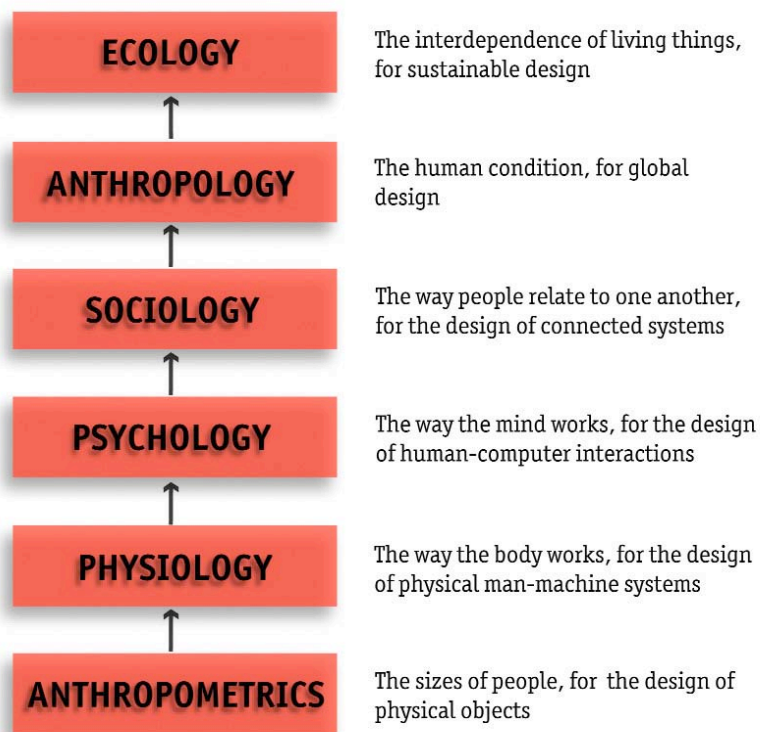 ECOLOGY
The interdependence of living things,
for sustainable design
ANTHROPOLOGY
The human condition, for global
design
SOCIOLOGY
The way people relate to one another,
for the design of connected systems
PSYCHOLOGY
The way the mind works, for the design
of human-computer interactions
PHYSIOLOGY
The way the body works, for the design
of physical man-machine systems
ANTHROPOMETRICS
The sizes of people, for the design of
physical objects